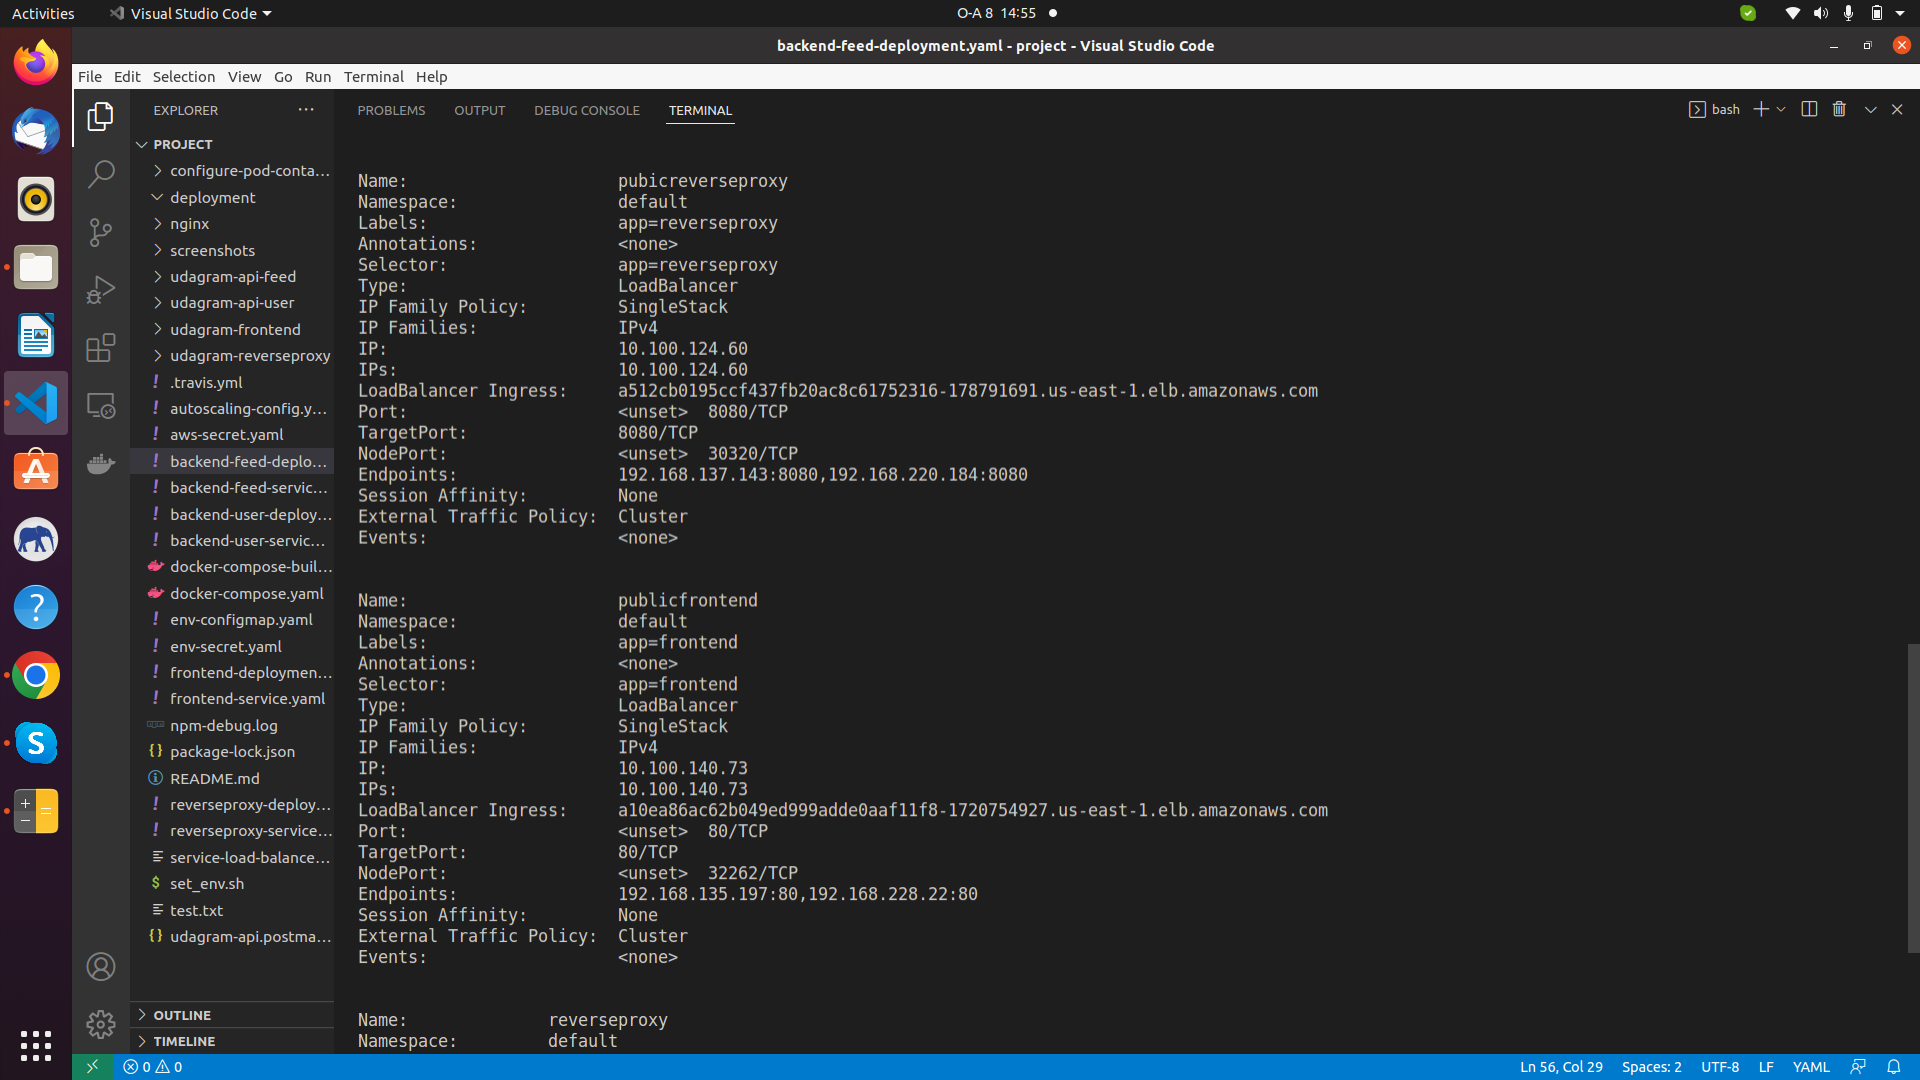 Activities
Visual Studio Code
O-A 8 14:55
backend-feed-deployment.yaml - project - Visual Studio Code
File Edit Selection View Go Run Terminal Help
EXPLORER
PROJECT
configure-pod-conta...
deployment
nginx
screenshots
udagram-api-feed
udagram-api-user
udagram-frontend
udagram-reverseproxy
.travis.yml
autoscaling-config.y...
aws-secret.yaml
backend-feed-deplo...
backend-feed-servic...
backend-user-deploy...
backend-user-servic...
docker-compose-buil...
docker-compose.yaml
env-configmap.yaml
env-secret.yaml
frontend-deploymen...
frontend-service.yaml
npm-debug.log
package-lock.json
README.md
reverseproxy-deploy...
reverseproxy-service...
service-load-balance...
set_env.sh
test.txt
udagram-api.postma...
OUTLINE
TIMELINE
PROBLEMS OUTPUT DEBUG CONSOLE TERMINAL
bash
Name: pubicreverseproxy
Namespace: default
Labels: app=reverseproxy
Annotations: <none>
Selector: app=reverseproxy
Type: LoadBalancer
IP Family Policy: SingleStack
IP Families: IPv4
IP: 10.100.124.60
IPs: 10.100.124.60
LoadBalancer Ingress: a512cb0195ccf437fb20ac8c61752316-178791691.us-east-1.elb.amazonaws.com
Port: <unset> 8080/TCP
TargetPort: 8080/TCP
NodePort: <unset> 30320/TCP
Endpoints: 192.168.137.143:8080,192.168.220.184:8080
Session Affinity: None
External Traffic Policy: Cluster
Events: <none>
Name: publicfrontend
Namespace: default
Labels: app=frontend
Annotations: <none>
Selector: app=frontend
Type: LoadBalancer
IP Family Policy: SingleStack
IP Families: IPv4
IP: 10.100.140.73
IPs: 10.100.140.73
LoadBalancer Ingress: a10ea86ac62b049ed999adde0aaf11f8-1720754927.us-east-1.elb.amazonaws.com
Port: <unset> 80/TCP
TargetPort: 80/TCP
NodePort: <unset> 32262/TCP
Endpoints: 192.168.135.197:80,192.168.228.22:80
Session Affinity: None
External Traffic Policy: Cluster
Events: <none>
Name: reverseproxy
Namespace: default
0 0
Ln 56, Col 29 Spaces: 2 UTF-8 LF YAML